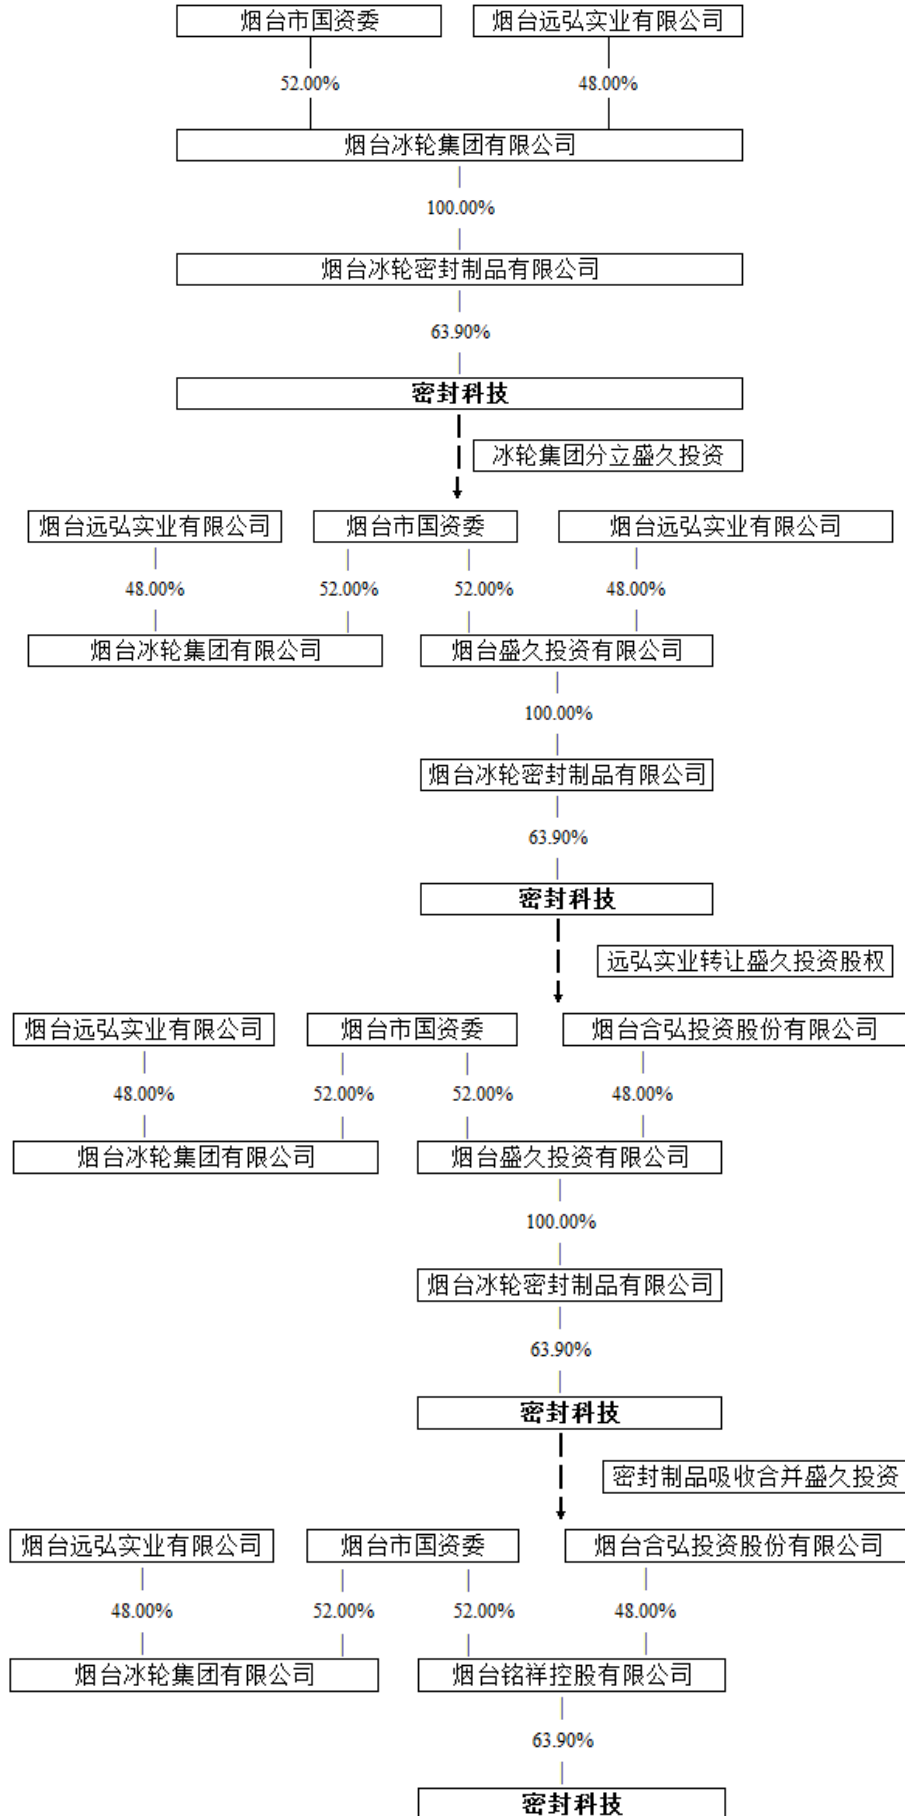 烟台市国资委 烟台远弘实业有限公司
52.00% 48.00%
烟台冰轮集团有限公司
100.00%
烟台冰轮密封制品有限公司
63.90%
密封科技
冰轮集团分立盛久投资
烟台远弘实业有限公司 烟台市国资委 烟台远弘实业有限公司
48.00% 52.00% 52.00% 48.00%
烟台冰轮集团有限公司 烟台盛久投资有限公司
100.00%
烟台冰轮密封制品有限公司
63.90%
密封科技
远弘实业转让盛久投资股权
烟台远弘实业有限公司 烟台市国资委 烟台合弘投资股份有限公司
48.00% 52.00% 52.00% 48.00%
烟台冰轮集团有限公司 烟台盛久投资有限公司
100.00%
烟台冰轮密封制品有限公司
63.90%
密封科技
密封制品吸收合并盛久投资
烟台远弘实业有限公司 烟台市国资委 烟台合弘投资股份有限公司
48.00% 52.00% 52.00% 48.00%
烟台冰轮集团有限公司 烟台铭祥控股有限公司
63.90%
密封科技